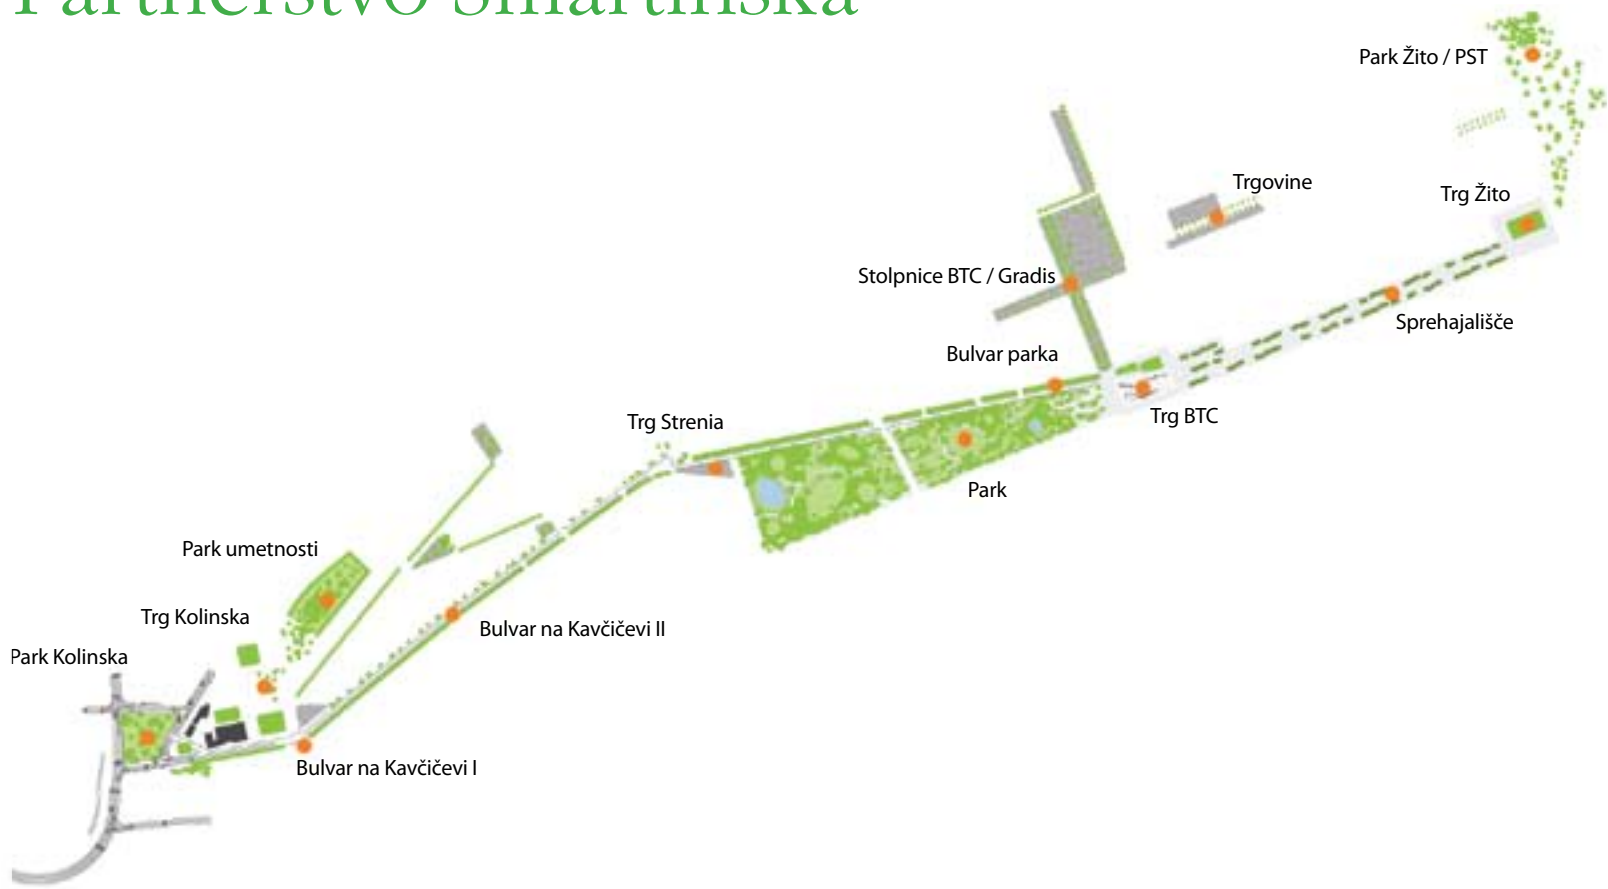 Partnerstvo Šmartinska
Park Žito / PST
Trgovine
Trg Žito
Stolpnice BTC / Gradis
Sprehajališče
Bulvar parka
Trg BTC
Trg Strenia
Park
Park umetnosti
Trg Kolinska
Bulvar na Kavčičevi II
Park Kolinska
Bulvar na Kavčičevi I